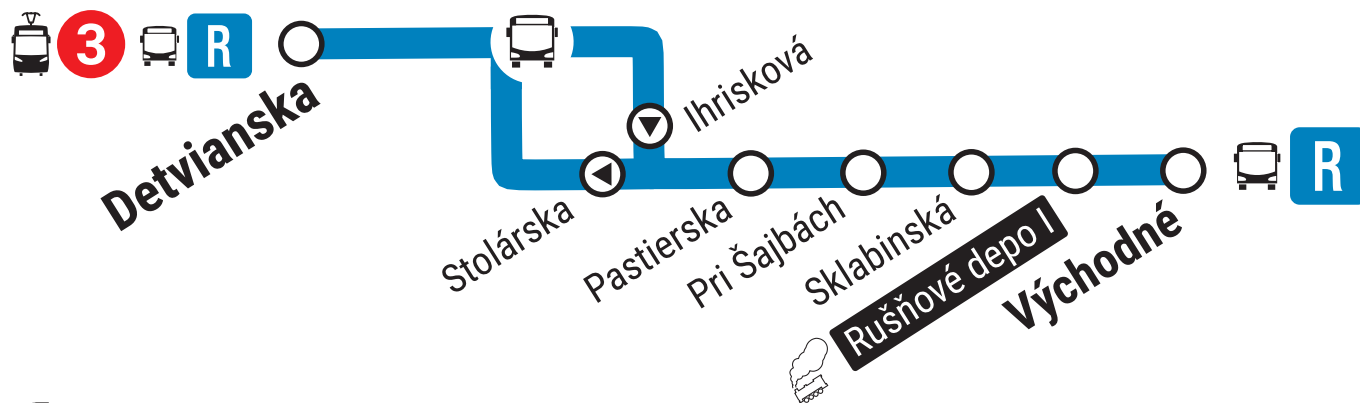 3
R
Detvianska
Ihrisková
Stolárska
Pastierska
Pri Šajbách
Sklabinská
Rušňové depo I
Východné
R